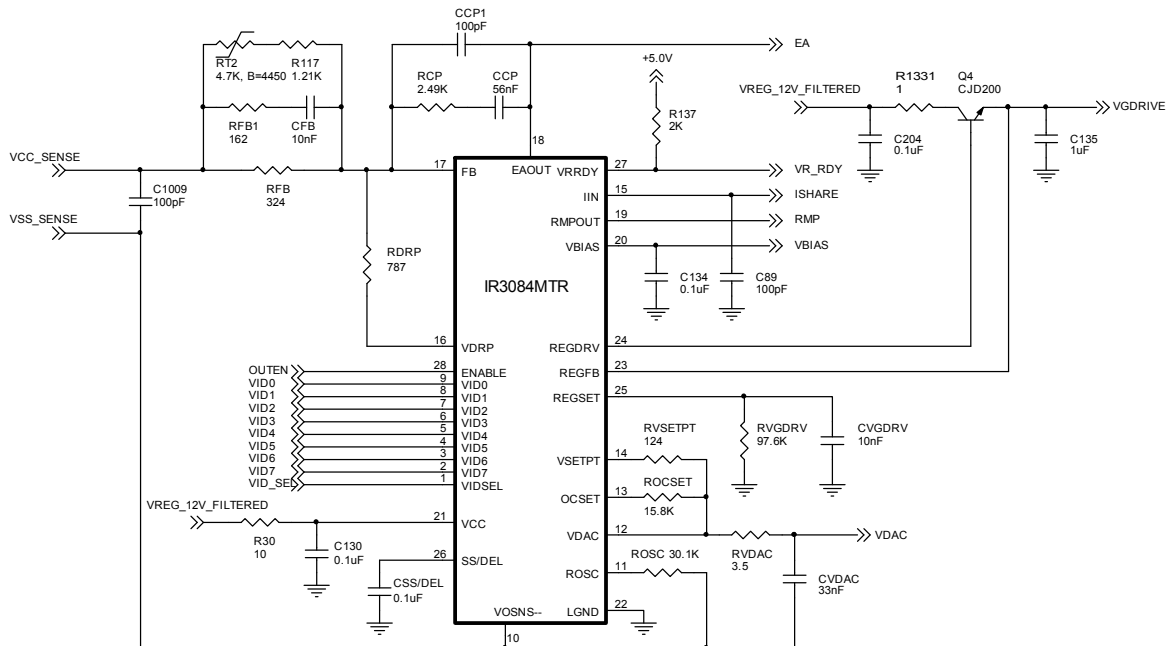 CCP1
100pF
EA
RT2
4.7K, B=4450
R117
1.21K
RCP
2.49K
CCP
56nF
+5.0V
R137
2K
R1331
1
Q4
CJD200
VREG_12V_FILTERED
VGDRIVE
C204
0.1uF
C135
1uF
RFB1
162
CFB
10nF
18
VCC_SENSE
RFB
324
17
FB
EAOUT
VRRDY
27
VR_RDY
C1009
100pF
IIN
15
ISHARE
VSS_SENSE
RMPOUT
19
RMP
VBIAS
20
VBIAS
RDRP
787
IR3084MTR
C134
0.1uF
C89
100pF
16
VDRP
REGDRV
24
OUTEN
28
ENABLE
REGFB
23
VID0
9
VID0
VID1
8
VID1
REGSET
25
VID2
7
VID2
VID3
6
VID3
VID4
5
VID4
VID5
4
VID5
VID6
3
VID6
VID7
2
VID7
VID_SEL
1
VIDSEL
RVSETPT
124
RVGDRV
97.6K
CVGDRV
10nF
VSETPT
14
OCSET
13
ROCSET
15.8K
VREG_12V_FILTERED
R30
10
21
VCC
VDAC
12
RVDAC
3.5
VDAC
C130
0.1uF
26
SS/DEL
ROSC
11
ROSC 30.1K
CSS/DEL
0.1uF
CVDAC
33nF
VOSNS--
LGND
22
10